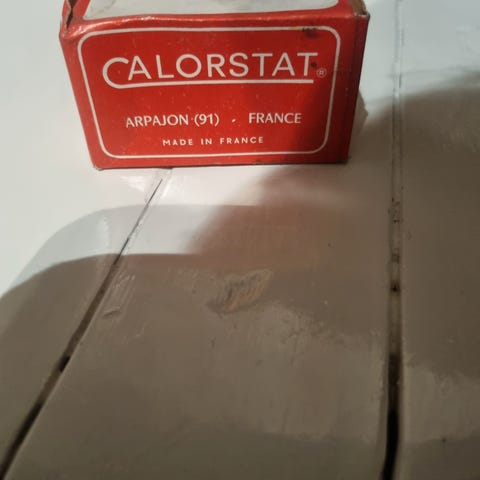 CALORSTAT®
ARPAJON (91) . FRANCE
MADE IN FRANCE